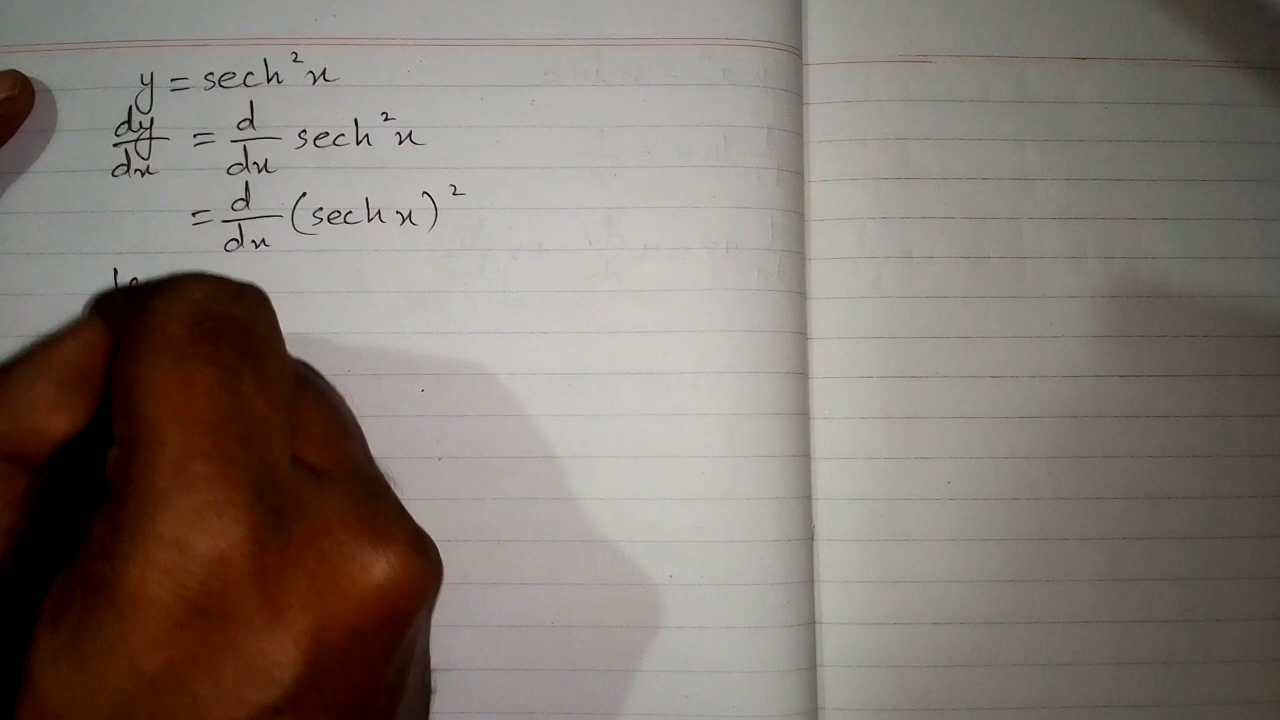 y = sech²x
dy/dx = d/dx sech²x
= d/dx (sech x)²